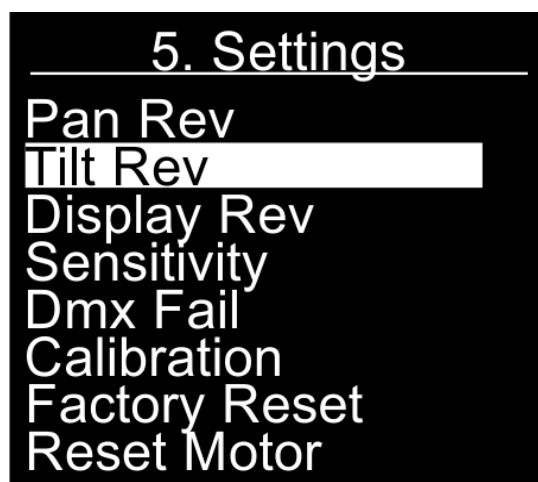 5. Settings
Pan Rev
Tilt Rev
Display Rev
Sensitivity
Dmx Fail
Calibration
Factory Reset
Reset Motor